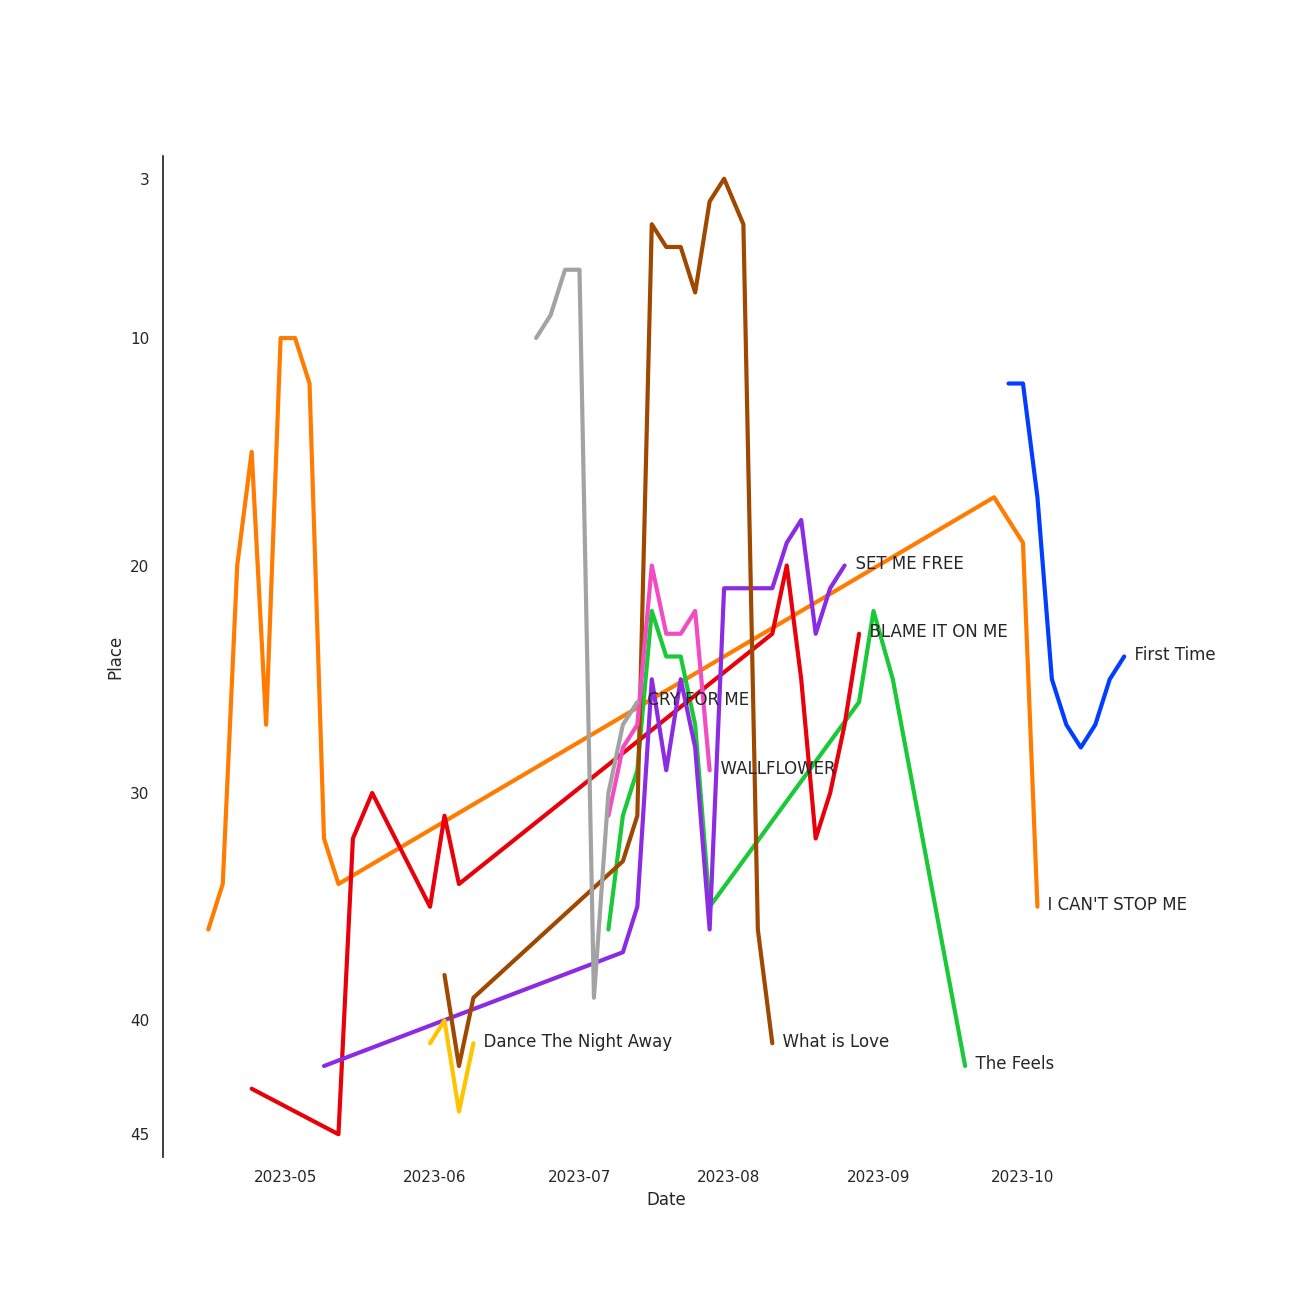 3
10
20
30
40
45
Place
SET ME FREE
BLAME IT ON ME
First Time
CRY FOR ME
WALLFLOWER
I CAN'T STOP ME
Dance The Night Away
What is Love
The Feels
2023-05
2023-06
2023-07
2023-08
2023-09
2023-10
Date